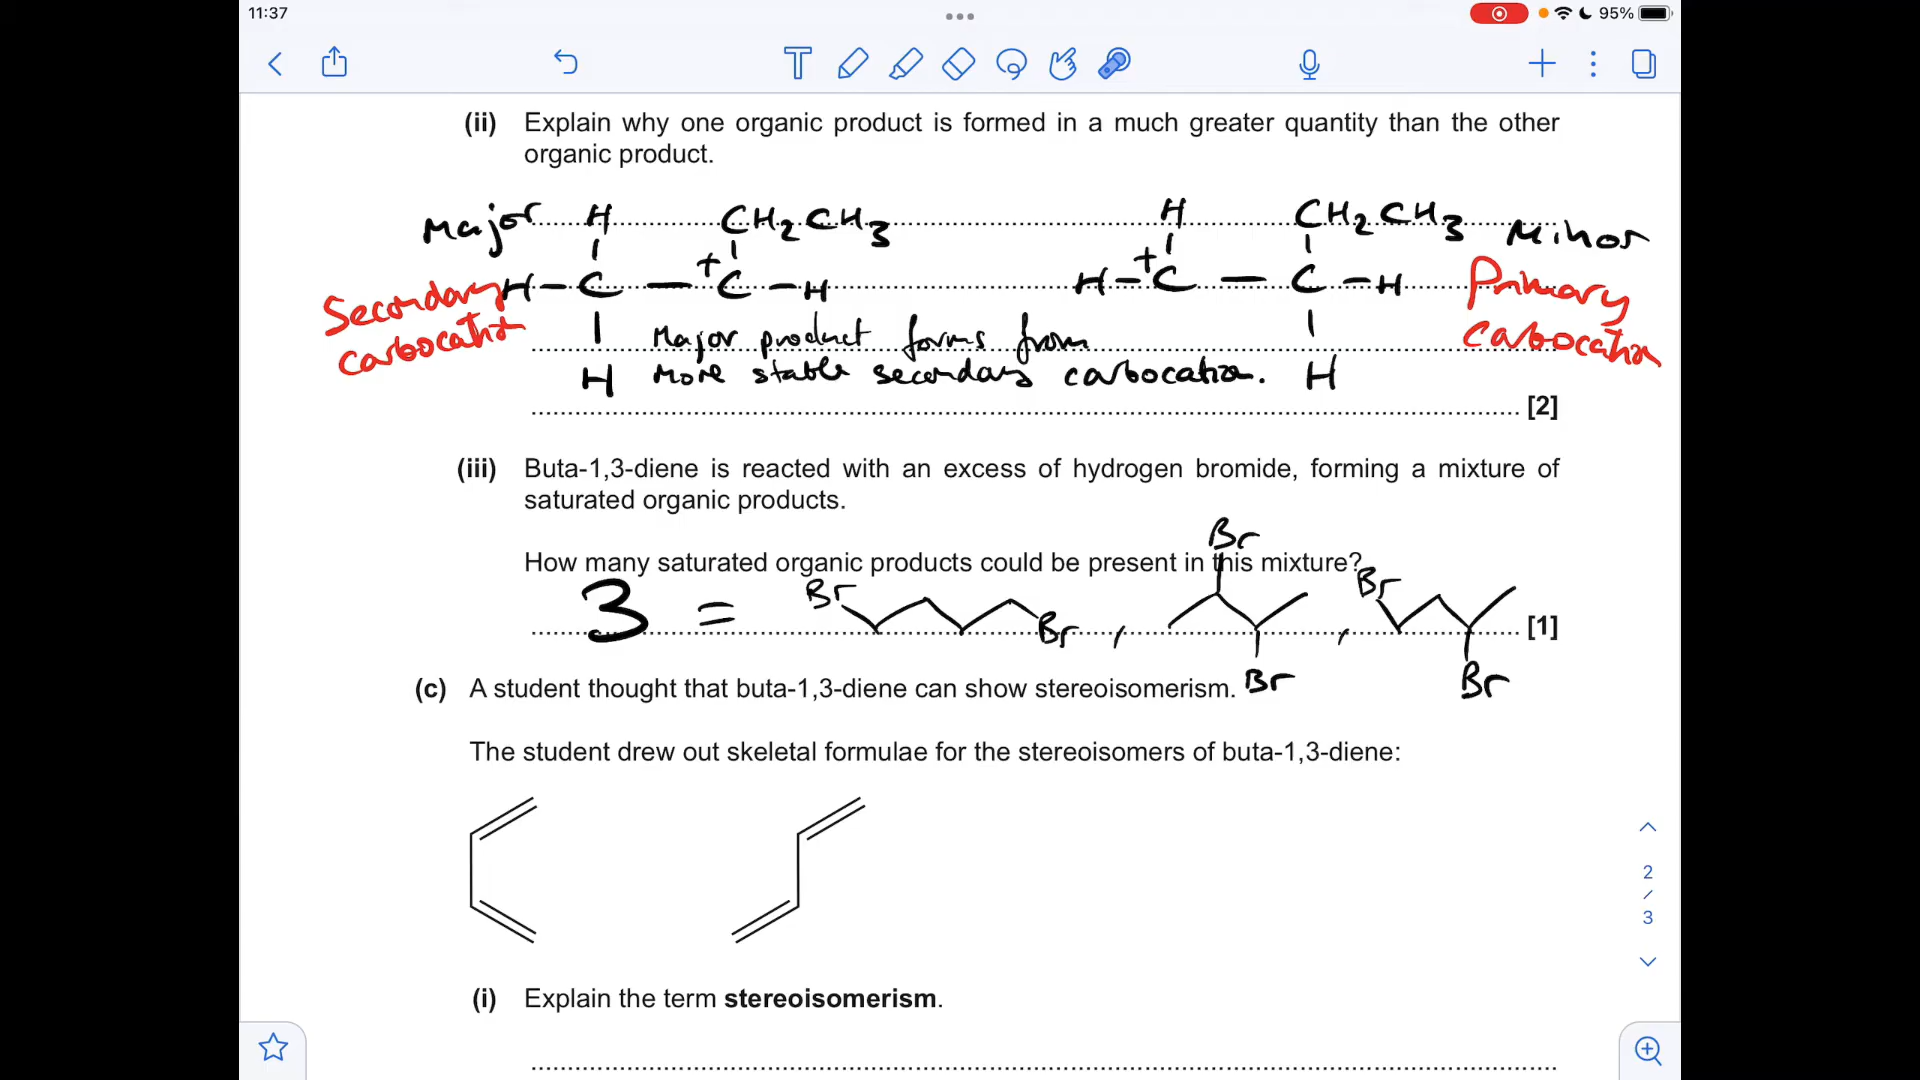 11:37
95%
(ii) Explain why one organic product is formed in a much greater quantity than the other
organic product.
Major H CH2CH3 H CH2CH3 Minor
Secondary H-C — +C -H H-+C — C -H Primary
carbocation Major product forms from carbocation
H More stable secondary carbocation. H
[2]
(iii) Buta-1,3-diene is reacted with an excess of hydrogen bromide, forming a mixture of
saturated organic products.
Br
How many saturated organic products could be present in this mixture?
3 = Br Br , , Br [1]
(c) A student thought that buta-1,3-diene can show stereoisomerism. Br Br
The student drew out skeletal formulae for the stereoisomers of buta-1,3-diene:
2
/
3
(i) Explain the term stereoisomerism.